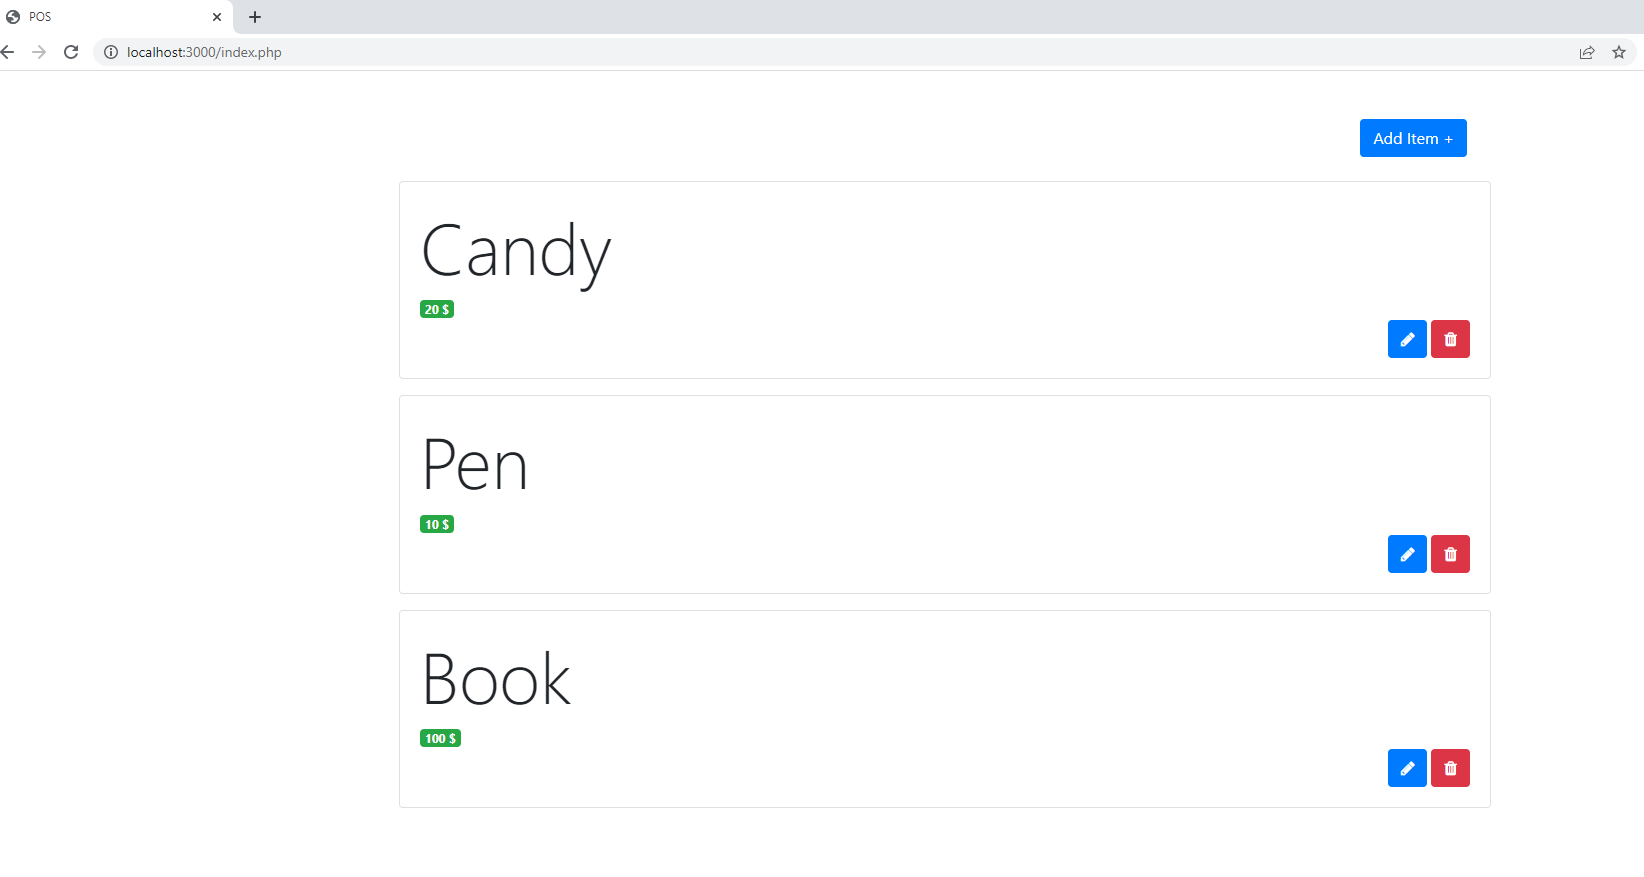 POS
localhost:3000/index.php
Add Item +
Candy
20 $
Pen
10 $
Book
100 $